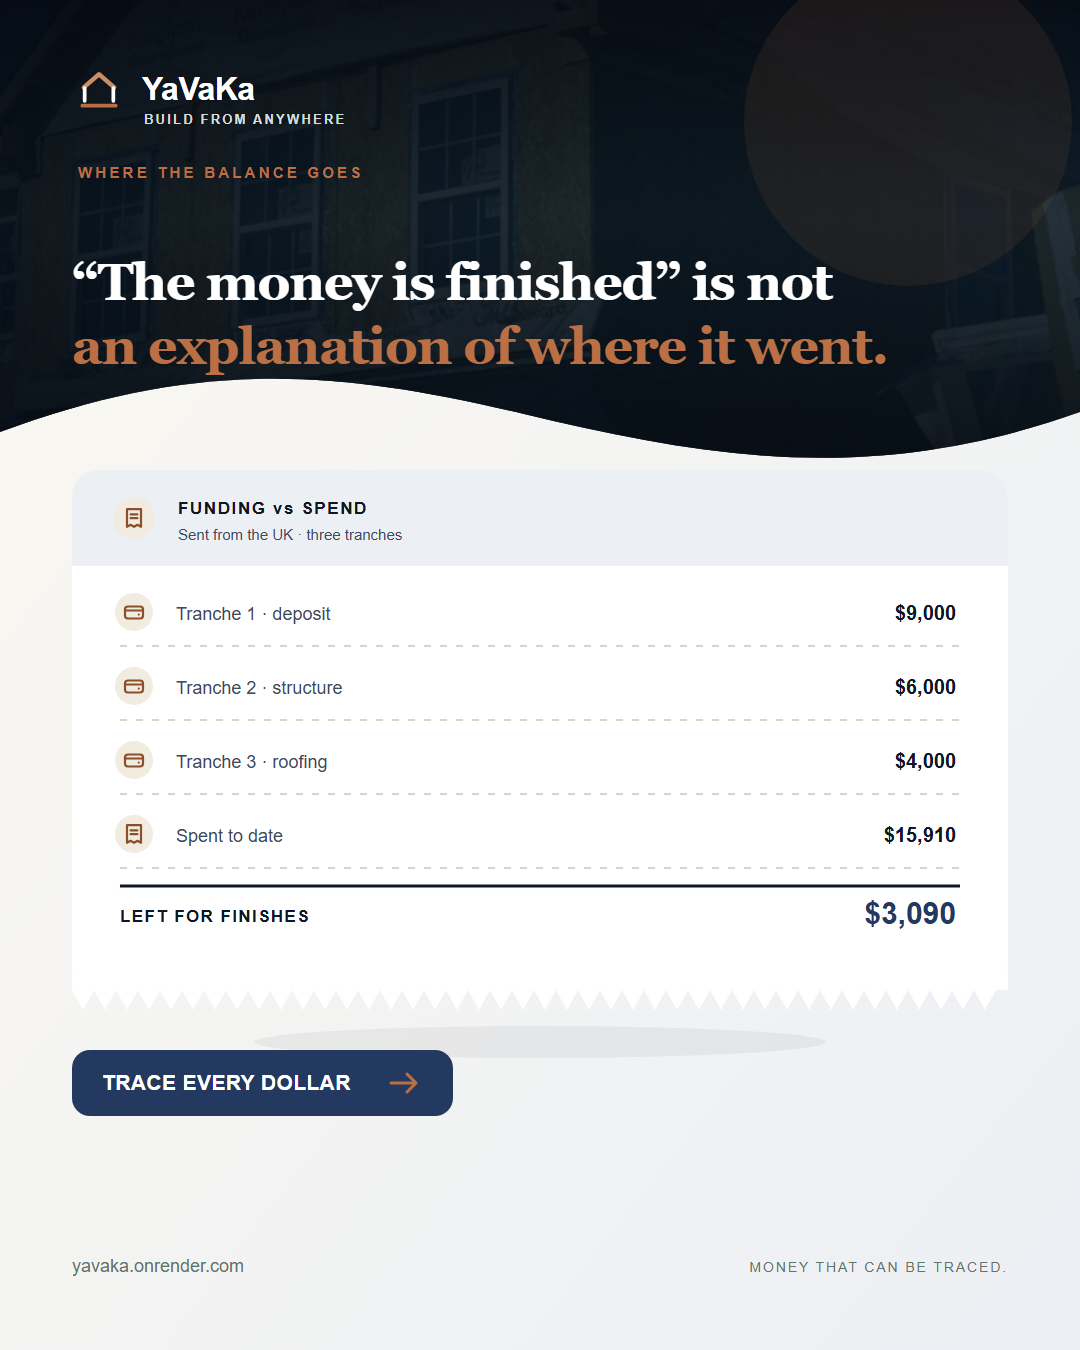 YaVaKa
BUILD FROM ANYWHERE
WHERE THE BALANCE GOES
“The money is finished” is not
an explanation of where it went.
FUNDING vs SPEND
Sent from the UK · three tranches
Tranche 1 · deposit $9,000
Tranche 2 · structure $6,000
Tranche 3 · roofing $4,000
Spent to date $15,910
LEFT FOR FINISHES $3,090
TRACE EVERY DOLLAR
yavaka.onrender.com MONEY THAT CAN BE TRACED.